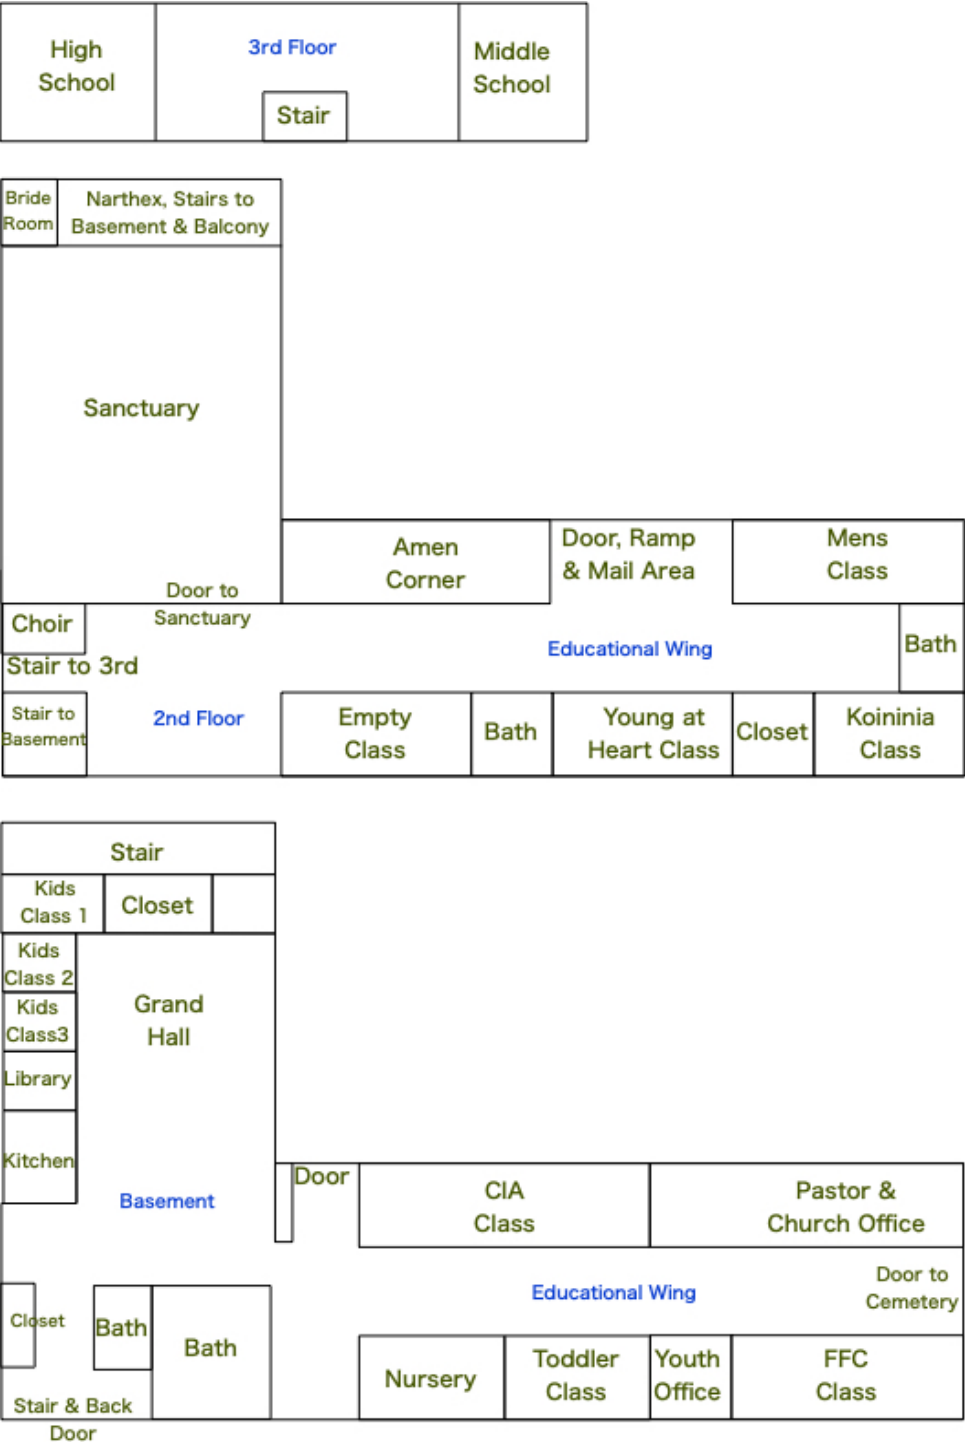 High
School
3rd Floor
Stair
Middle
School
Bride
Room
Narthex, Stairs to
Basement & Balcony
Sanctuary
Amen
Corner
Door, Ramp
& Mail Area
Mens
Class
Door to
Sanctuary
Choir
Educational Wing
Bath
Stair to 3rd
Stair to
Basement
2nd Floor
Empty
Class
Bath
Young at
Heart Class
Closet
Koininia
Class
Stair
Kids
Class 1
Closet
Kids
Class 2
Grand
Hall
Kids
Class3
Library
Kitchen
Basement
Door
CIA
Class
Pastor &
Church Office
Door to
Cemetery
Educational Wing
Closet
Bath
Bath
Nursery
Toddler
Class
Youth
Office
FFC
Class
Stair & Back
Door